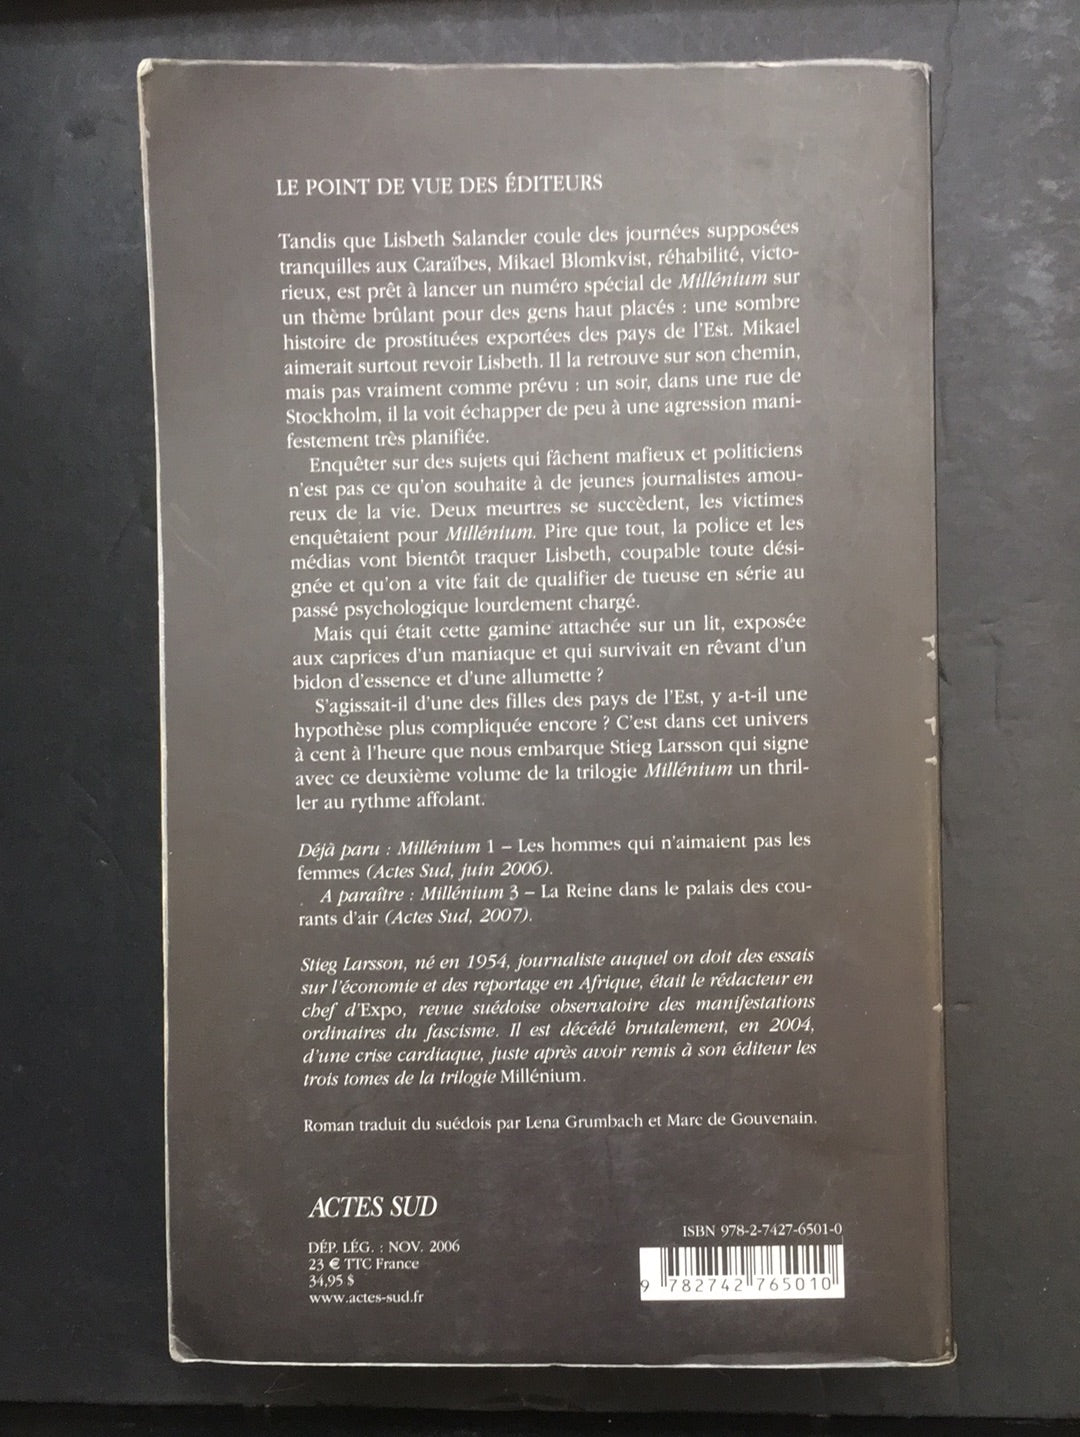 LE POINT DE VUE DES ÉDITEURS
Tandis que Lisbeth Salander coule des journées supposées
tranquilles aux Caraïbes, Mikael Blomkvist, réhabilité, victo-
rieux, est prêt à lancer un numéro spécial de Millénium sur
un thème brûlant pour des gens haut placés : une sombre
histoire de prostituées exportées des pays de l'Est. Mikael
aimerait surtout revoir Lisbeth. Il la retrouve sur son chemin,
mais pas vraiment comme prévu : un soir, dans une rue de
Stockholm, il la voit échapper de peu à une agression mani-
festement très planifiée.
Enquêter sur des sujets qui fâchent mafieux et politiciens
n'est pas ce qu'on souhaite à de jeunes journalistes amou-
reux de la vie. Deux meurtres se succèdent, les victimes
enquêtaient pour Millénium. Pire que tout, la police et les
médias vont bientôt traquer Lisbeth, coupable toute dési-
gnée et qu'on a vite fait de qualifier de tueuse en série au
passé psychologique lourdement chargé.
Mais qui était cette gamine attachée sur un lit, exposée
aux caprices d'un maniaque et qui survivait en rêvant d'un
bidon d'essence et d'une allumette ?
S'agissait-il d'une des filles des pays de l'Est, y a-t-il une
hypothèse plus compliquée encore ? C'est dans cet univers
à cent à l'heure que nous embarque Stieg Larsson qui signe
avec ce deuxième volume de la trilogie Millénium un thril-
ler au rythme affolant.
Déjà paru : Millénium 1 – Les hommes qui n'aimaient pas les
femmes (Actes Sud, juin 2006).
A paraître : Millénium 3 – La Reine dans le palais des cou-
rants d'air (Actes Sud, 2007).
Stieg Larsson, né en 1954, journaliste auquel on doit des essais
sur l'économie et des reportage en Afrique, était le rédacteur en
chef d'Expo, revue suédoise observatoire des manifestations
ordinaires du fascisme. Il est décédé brutalement, en 2004,
d'une crise cardiaque, juste après avoir remis à son éditeur les
trois tomes de la trilogie Millénium.
Roman traduit du suédois par Lena Grumbach et Marc de Gouvenain.
ACTES SUD
DÉP. LÉG. : NOV. 2006
23 € TTC France
34,95 $
www.actes-sud.fr
ISBN 978-2-7427-6501-0
9 782742 765010